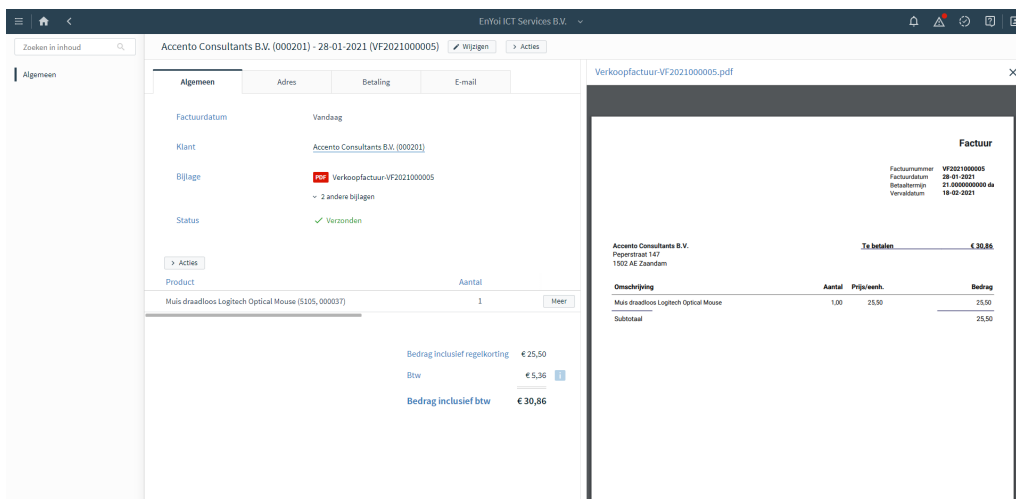 EnYoi ICT Services B.V.
Zoeken in inhoud
Algemeen
Accento Consultants B.V. (000201) - 28-01-2021 (VF2021000005)
Wijzigen
Acties
Algemeen
Adres
Betaling
E-mail
Factuurdatum
Vandaag
Klant
Accento Consultants B.V. (000201)
Bijlage
PDF Verkoopfactuur-VF2021000005
2 andere bijlagen
Status
Verzonden
Acties
Product Aantal
Muis draadloos Logitech Optical Mouse (5105, 000037) 1 Meer
Bedrag inclusief regelkorting € 25,50
Btw € 5,36 i
Bedrag inclusief btw € 30,86
Verkoopfactuur-VF2021000005.pdf
Factuur
Factuurnummer VF2021000005
Factuurdatum 28-01-2021
Betaaltermijn 21.0000000000 da
Vervaldatum 18-02-2021
Accento Consultants B.V.
Peperstraat 147
1502 AE Zaandam
Te betalen € 30,86
Omschrijving Aantal Prijs/eenh. Bedrag
Muis draadloos Logitech Optical Mouse 1,00 25,50 25,50
Subtotaal 25,50